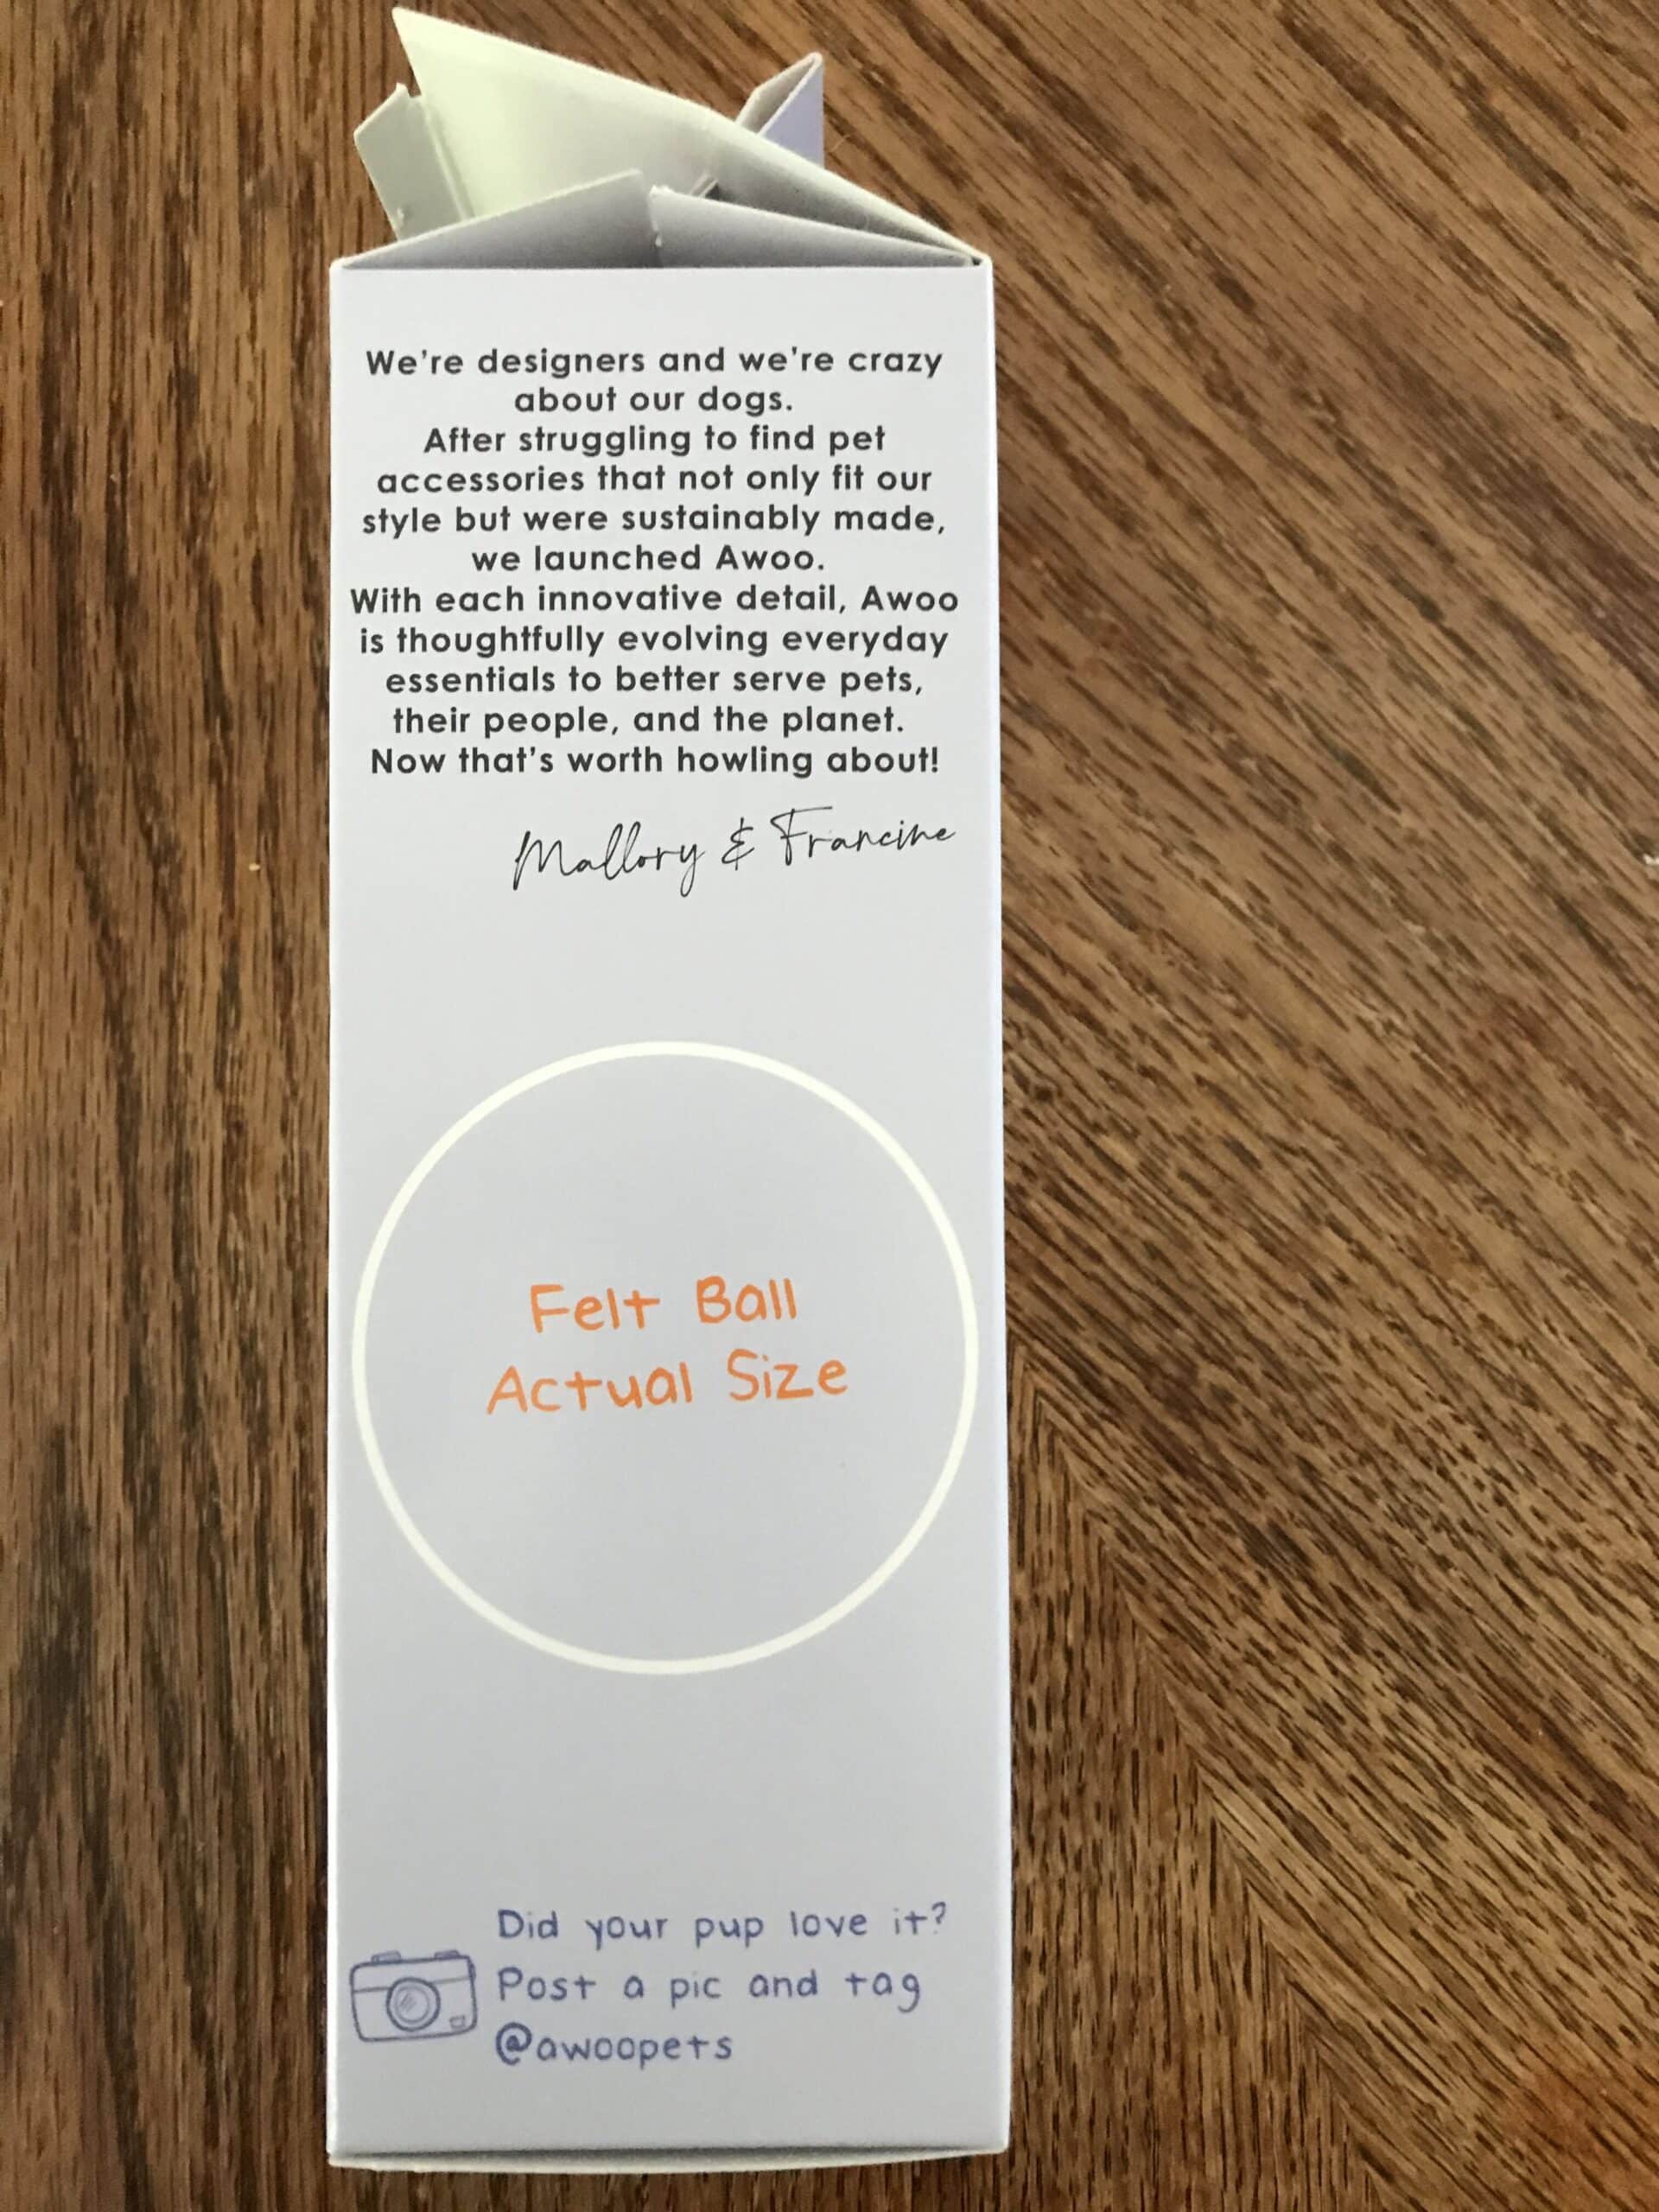 We're designers and we're crazy
about our dogs.
After struggling to find pet
accessories that not only fit our
style but were sustainably made,
we launched Awoo.
With each innovative detail, Awoo
is thoughtfully evolving everyday
essentials to better serve pets,
their people, and the planet.
Now that's worth howling about!
Mallory & Francine
Felt Ball
Actual Size
Did your pup love it?
Post a pic and tag
@awoopets